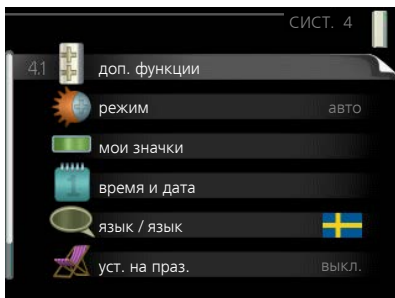 СИСТ. 4
4.1 доп. функции
режим авто
мои значки
время и дата
язык / язык
уст. на праз. выкл.